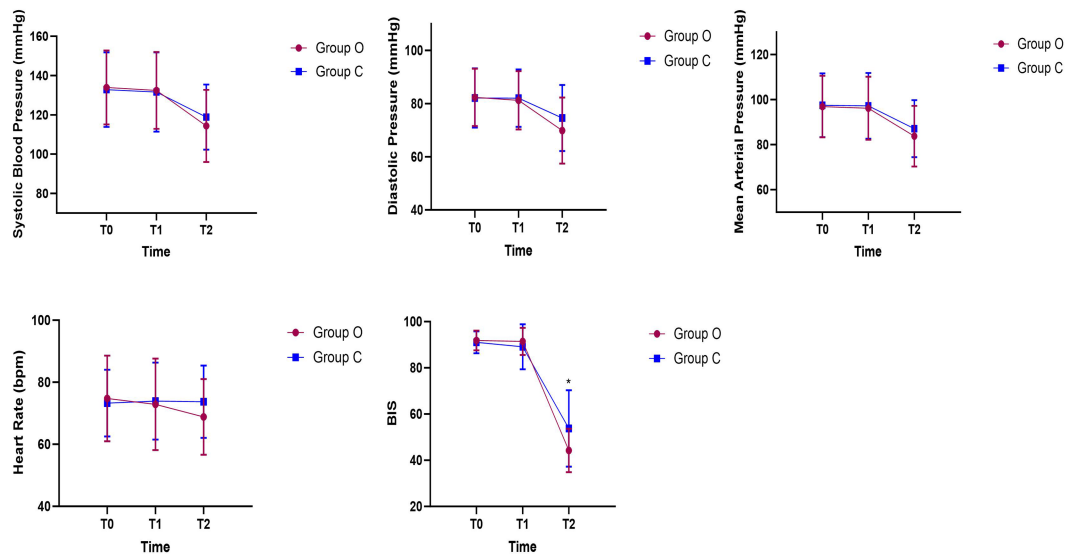 Systolic Blood Pressure (mmHg)
160
140
120
100
80
T0 T1 T2
Time
Group O
Group C
Diastolic Pressure (mmHg)
100
80
60
40
T0 T1 T2
Time
Group O
Group C
Mean Arterial Pressure (mmHg)
120
100
80
60
T0 T1 T2
Time
Group O
Group C
Heart Rate (bpm)
100
80
60
40
T0 T1 T2
Time
Group O
Group C
BIS
100
80
60
40
20
*
T0 T1 T2
Time
Group O
Group C